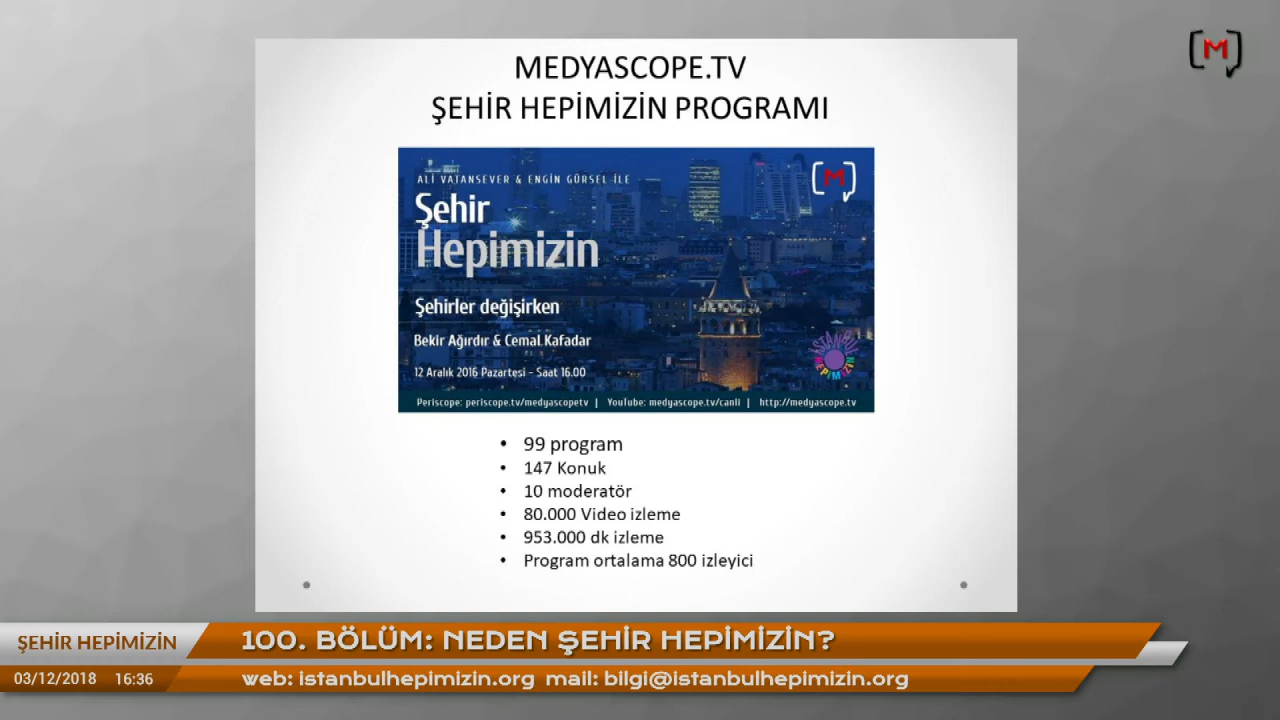 [M]
MEDYASCOPE.TV
ŞEHİR HEPİMİZİN PROGRAMI
ALİ VATANSEVER & ENGİN GÜRSEL İLE
[M]
Şehir
Hepimizin
Şehirler değişirken
Bekir Ağırdır & Cemal Kafadar
12 Aralık 2016 Pazartesi - Saat 16.00
İSTANBUL
HEPİMİZİN
Periscope: periscope.tv/medyascopetv | YouTube: medyascope.tv/canli | http://medyascope.tv
• 99 program
• 147 Konuk
• 10 moderatör
• 80.000 Video izleme
• 953.000 dk izleme
• Program ortalama 800 izleyici
ŞEHİR HEPİMİZİN
100. BÖLÜM: NEDEN ŞEHİR HEPİMİZİN?
03/12/2018 16:36
web: istanbulhepimizin.org mail: bilgi@istanbulhepimizin.org